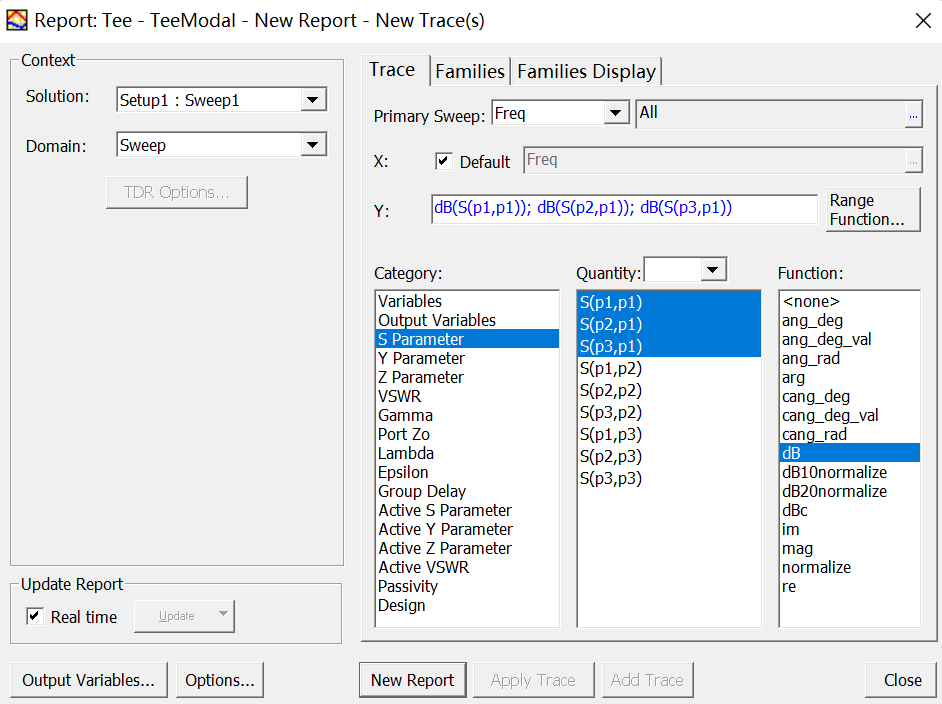 Report: Tee - TeeModal - New Report - New Trace(s)
Context
Solution:
Setup1 : Sweep1
Domain:
Sweep
TDR Options...
Update Report
Real time
Update
Output Variables...
Options...
Trace
Families
Families Display
Primary Sweep:
Freq
All
...
X:
Default
Freq
...
Y:
dB(S(p1,p1)); dB(S(p2,p1)); dB(S(p3,p1))
Range
Function...
Category:
Variables
Output Variables
S Parameter
Y Parameter
Z Parameter
VSWR
Gamma
Port Zo
Lambda
Epsilon
Group Delay
Active S Parameter
Active Y Parameter
Active Z Parameter
Active VSWR
Passivity
Design
Quantity:
S(p1,p1)
S(p2,p1)
S(p3,p1)
S(p1,p2)
S(p2,p2)
S(p3,p2)
S(p1,p3)
S(p2,p3)
S(p3,p3)
Function:
<none>
ang_deg
ang_deg_val
ang_rad
arg
cang_deg
cang_deg_val
cang_rad
dB
dB10normalize
dB20normalize
dBc
im
mag
normalize
re
New Report
Apply Trace
Add Trace
Close